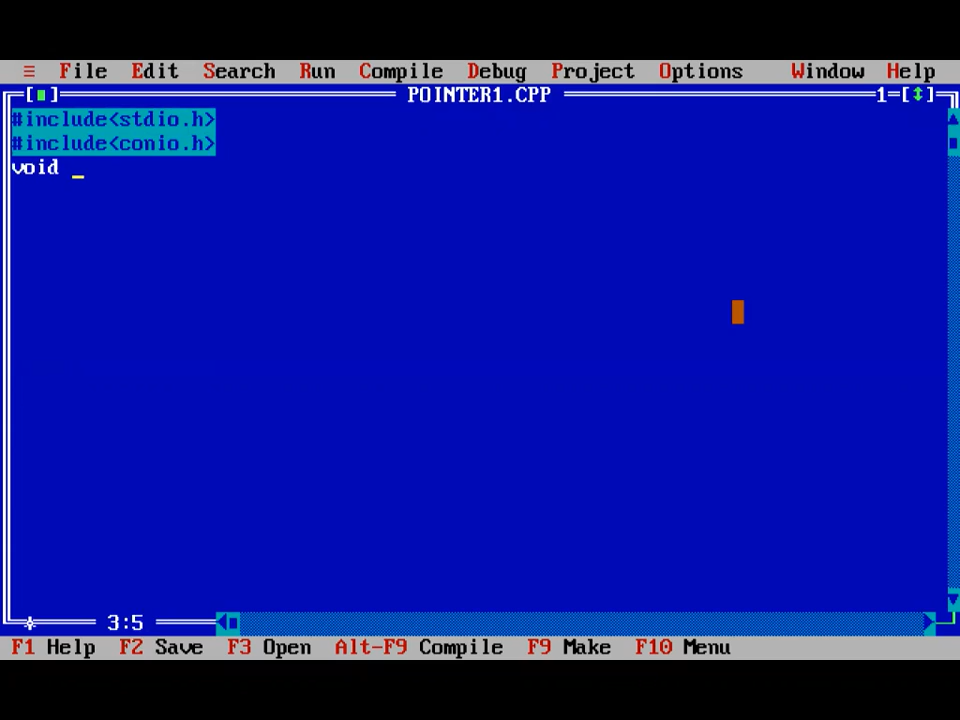 ≡ File Edit Search Run Compile Debug Project Options Window Help
[■] POINTER1.CPP 1=[↕]
#include<stdio.h>
#include<conio.h>
void _
3:5
F1 Help F2 Save F3 Open Alt-F9 Compile F9 Make F10 Menu